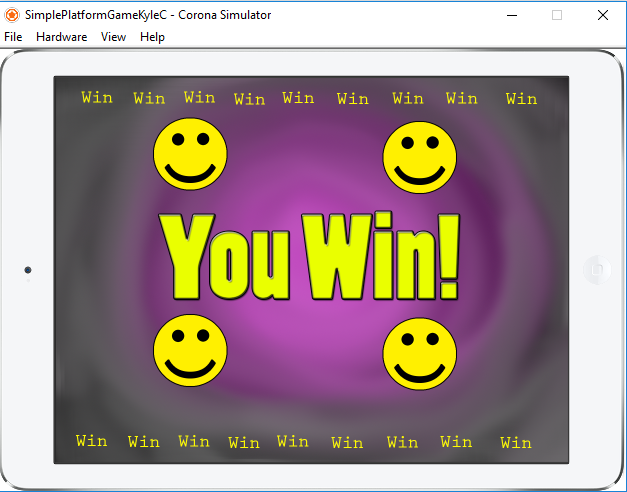 SimplePlatformGameKyleC - Corona Simulator
File Hardware View Help
Win Win Win Win Win Win Win Win Win
You Win!
Win Win Win Win Win Win Win Win Win